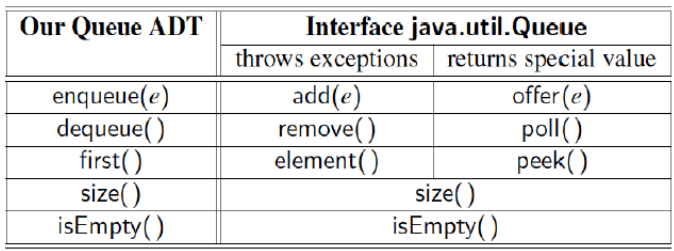 Our Queue ADT Interface java.util.Queue
throws exceptions returns special value
enqueue(e) add(e) offer(e)
dequeue() remove() poll()
first() element() peek()
size() size()
isEmpty() isEmpty()